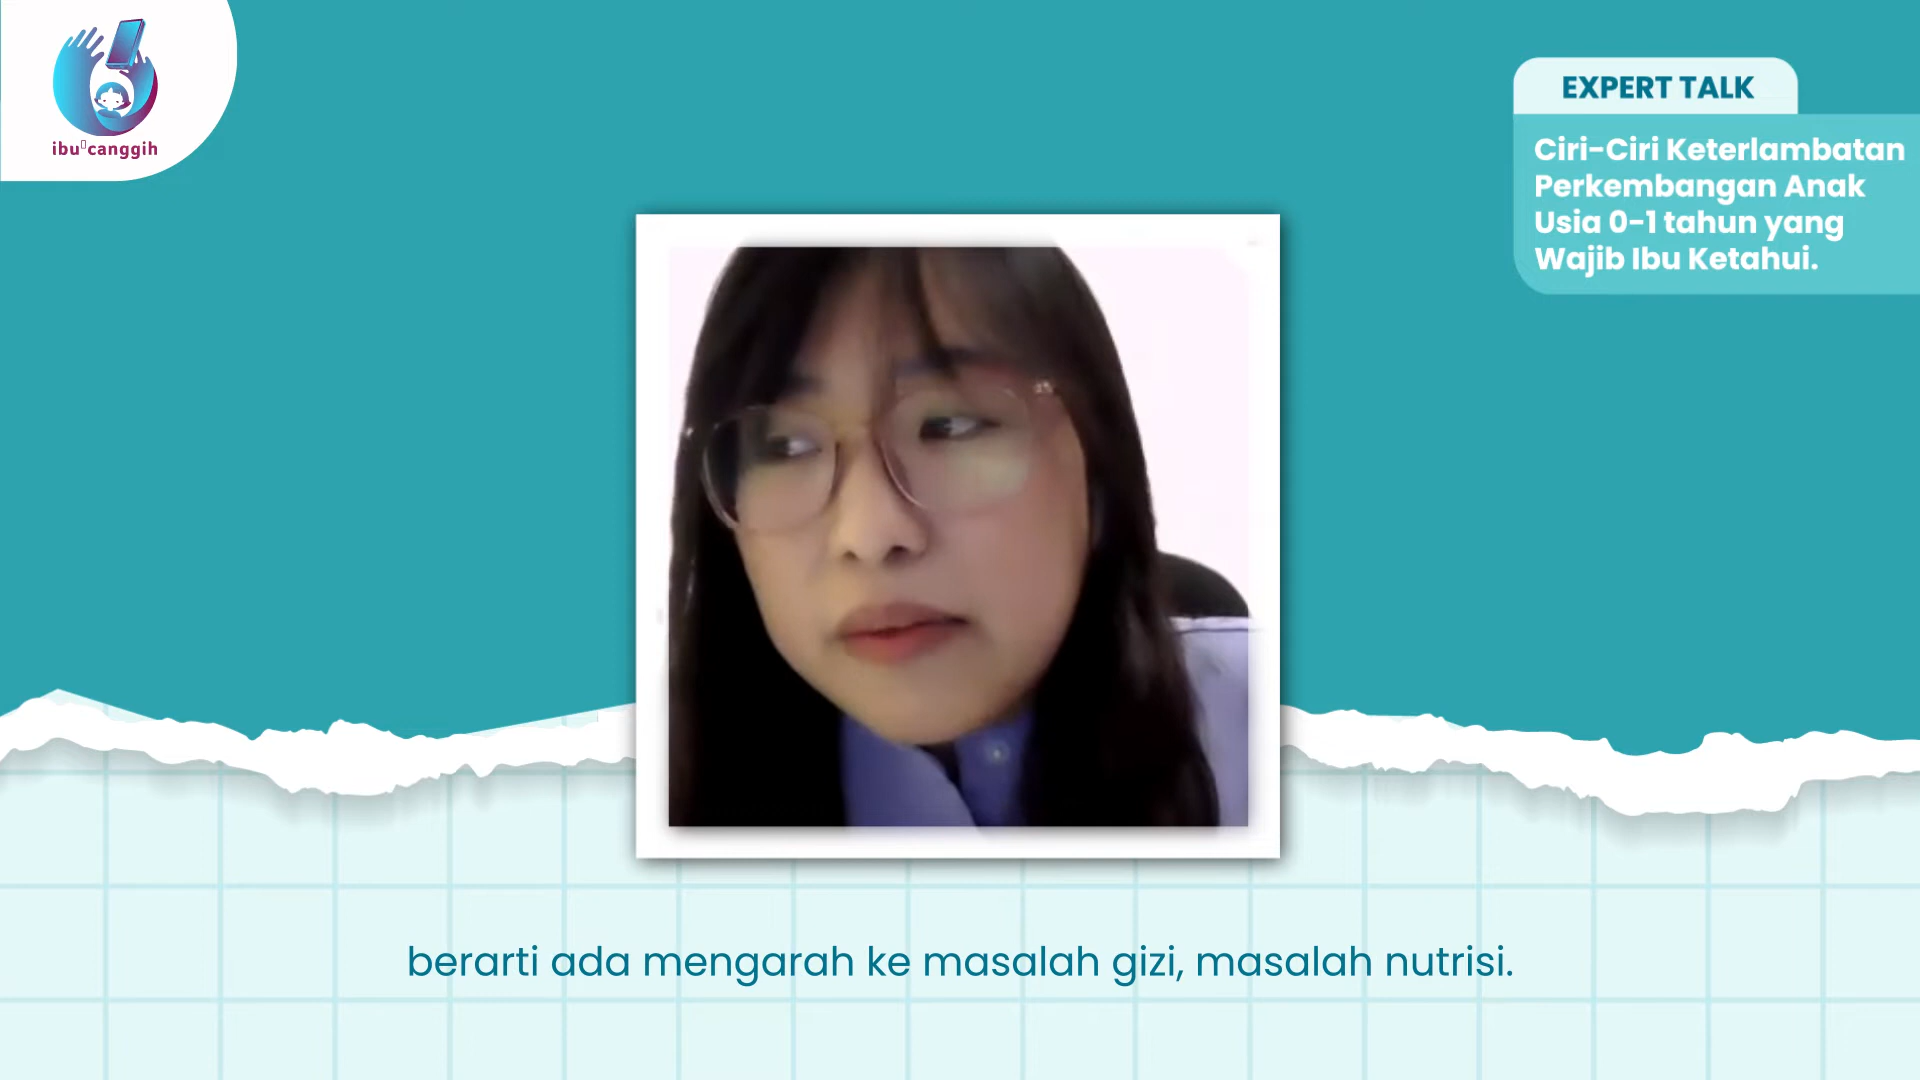 ibu canggih
EXPERT TALK
Ciri-Ciri Keterlambatan
Perkembangan Anak
Usia 0-1 tahun yang
Wajib Ibu Ketahui.
berarti ada mengarah ke masalah gizi, masalah nutrisi.